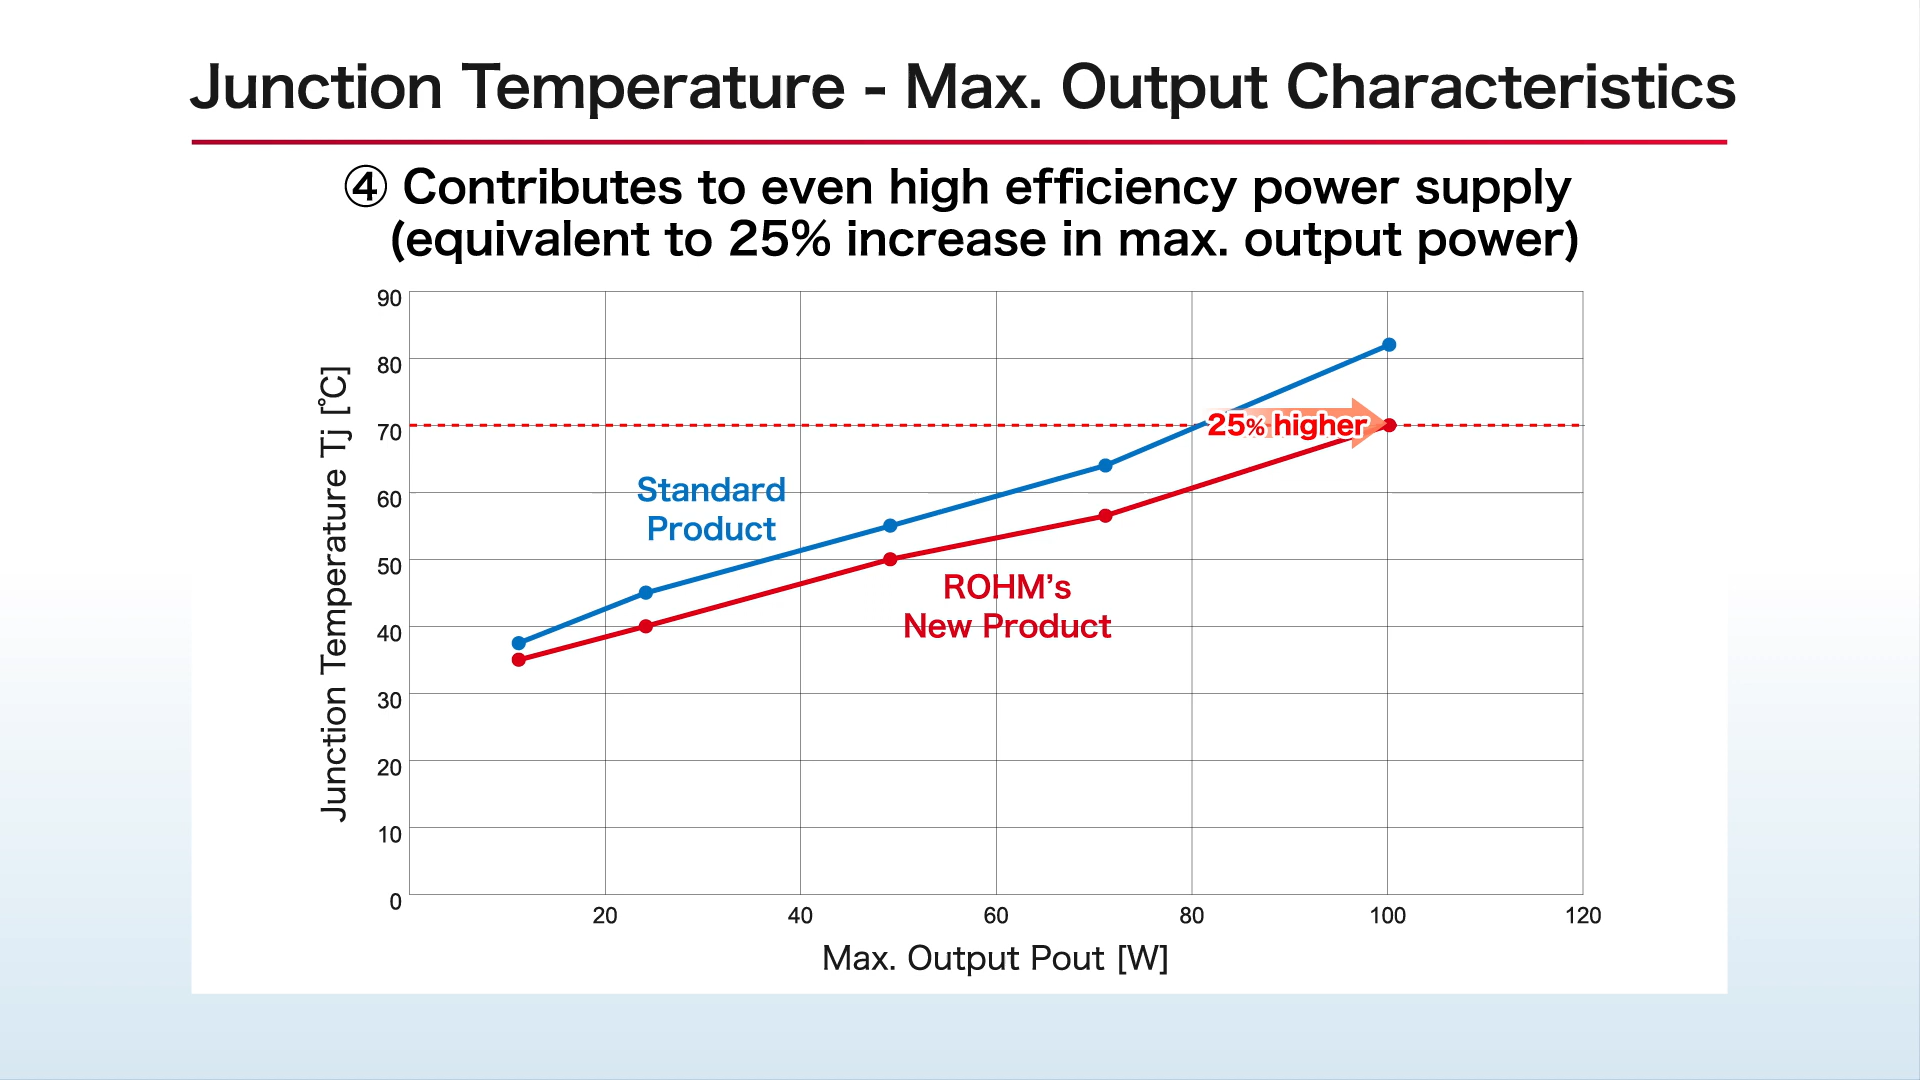 Junction Temperature - Max. Output Characteristics
④ Contributes to even high efficiency power supply
(equivalent to 25% increase in max. output power)
90
80
70
60
50
40
30
20
10
0
Junction Temperature Tj [℃]
25% higher
Standard
Product
ROHM’s
New Product
20
40
60
80
100
120
Max. Output Pout [W]